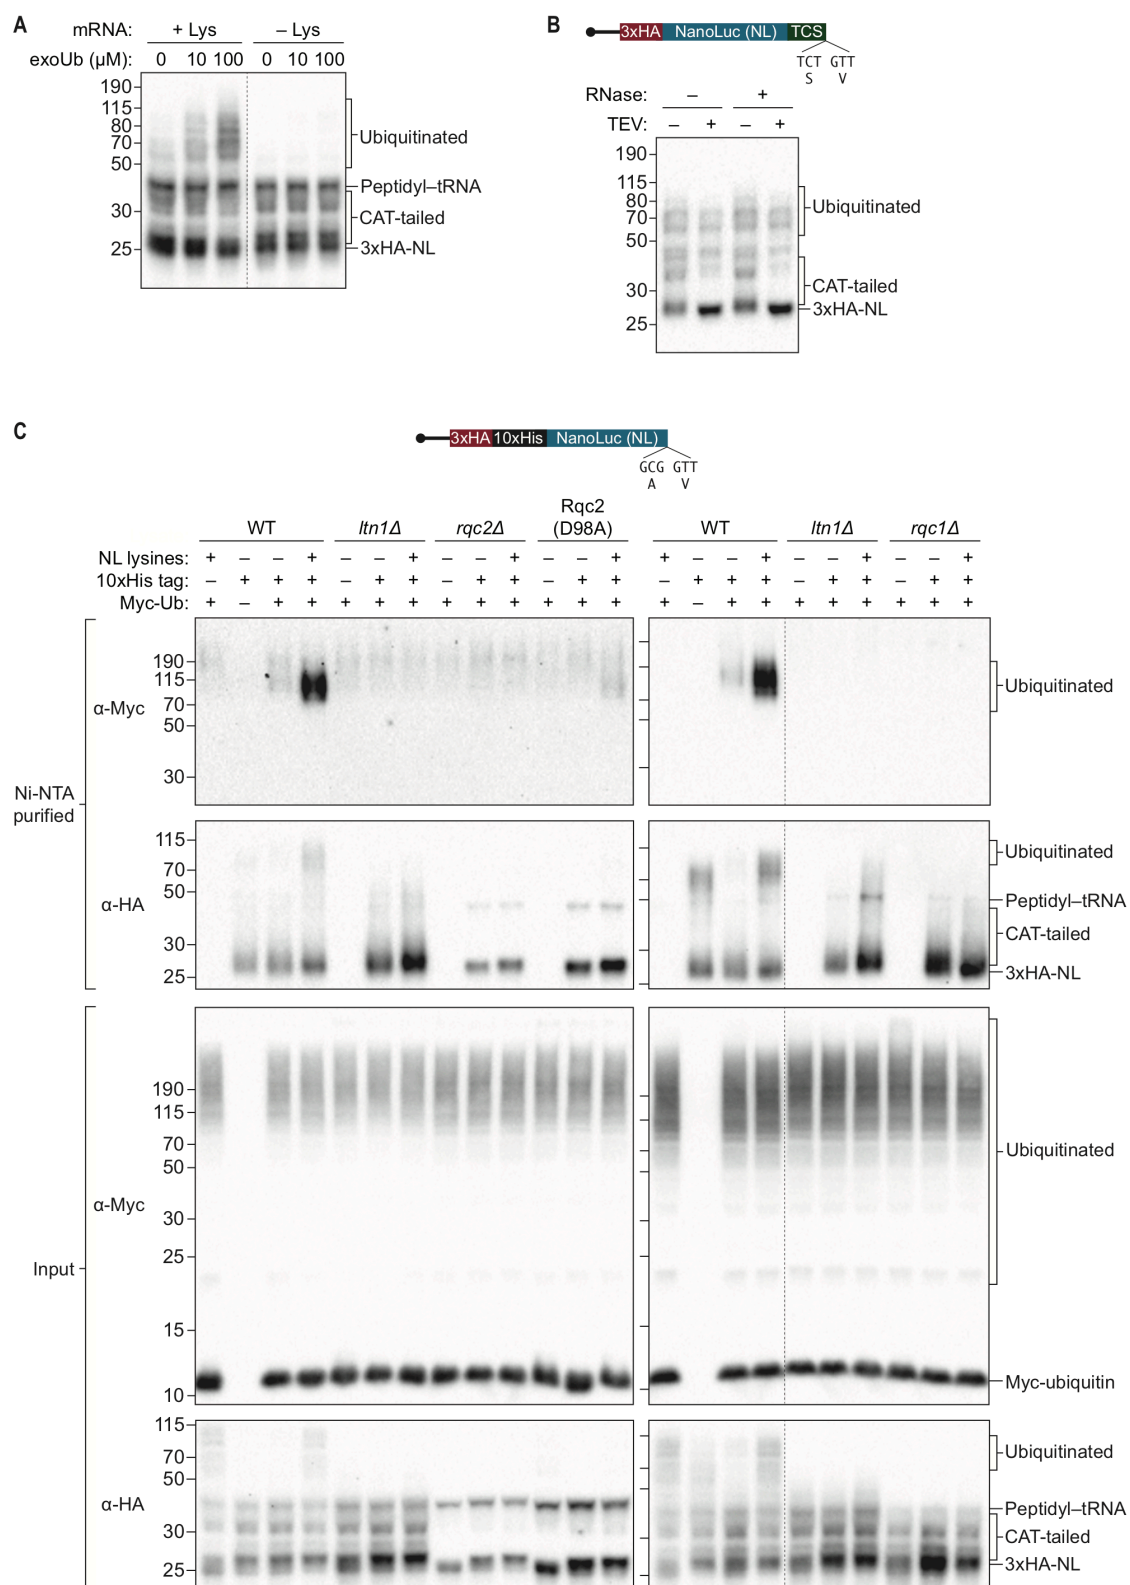 A
mRNA: + Lys – Lys
exoUb (µM): 0 10 100 0 10 100
190
115
80
70
50
30
25
Ubiquitinated
Peptidyl–tRNA
CAT-tailed
3xHA-NL
B
3xHA NanoLuc (NL) TCS
TCT GTT
S V
RNase: – +
TEV: – + – +
190
115
80
70
50
30
25
Ubiquitinated
CAT-tailed
3xHA-NL
C
3xHA 10xHis NanoLuc (NL)
GCG GTT
A V
WT ltn1Δ rqc2Δ Rqc2 (D98A) WT ltn1Δ rqc1Δ
NL lysines: + – – + – – + – – + – – + + – – + – – + – – +
10xHis tag: – + + + – + + – + + – + + – + + + – + + – + +
Myc-Ub: + – + + + + + + + + + + + + – + + + + + + + +
Ni-NTA purified
α-Myc
190
115
70
50
30
Ubiquitinated
α-HA
115
70
50
30
25
Ubiquitinated
Peptidyl–tRNA
CAT-tailed
3xHA-NL
Input
α-Myc
190
115
70
50
30
25
15
10
Ubiquitinated
Myc-ubiquitin
α-HA
115
70
50
30
25
Ubiquitinated
Peptidyl–tRNA
CAT-tailed
3xHA-NL